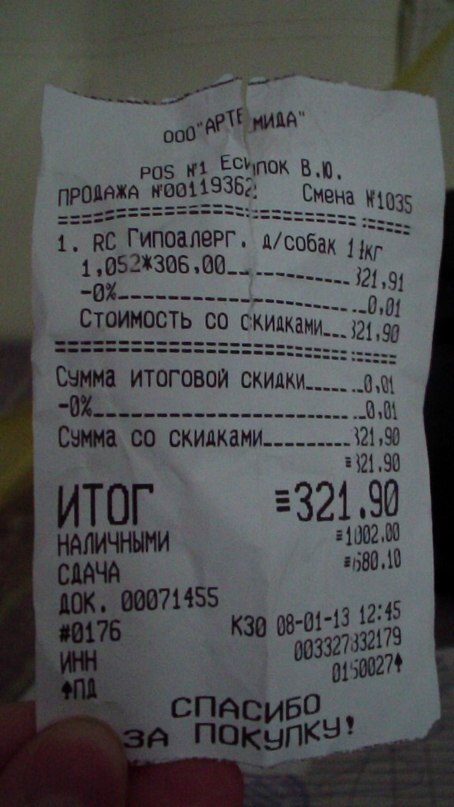 ООО"АРТЕМИДА"
POS №1 Есипок В.Ю.
ПРОДАЖА №00119362 Смена №1035
1. RC Гипоалерг. д/собак 14кг
1,052*306.00 321,91
-0% 0,01
Стоимость со скидками 321,90
Сумма итоговой скидки 0,01
-0% 0,01
Сумма со скидками 321,90
≡321.90
ИТОГ ≡321.90
НАЛИЧНЫМИ ≡1002.00
СДАЧА ≡680.10
ДОК. 00071455
#0176 КЗО 08-01-13 12:45
ИНН 003327832179
ПД 0150027
СПАСИБО
ЗА ПОКУПКУ!